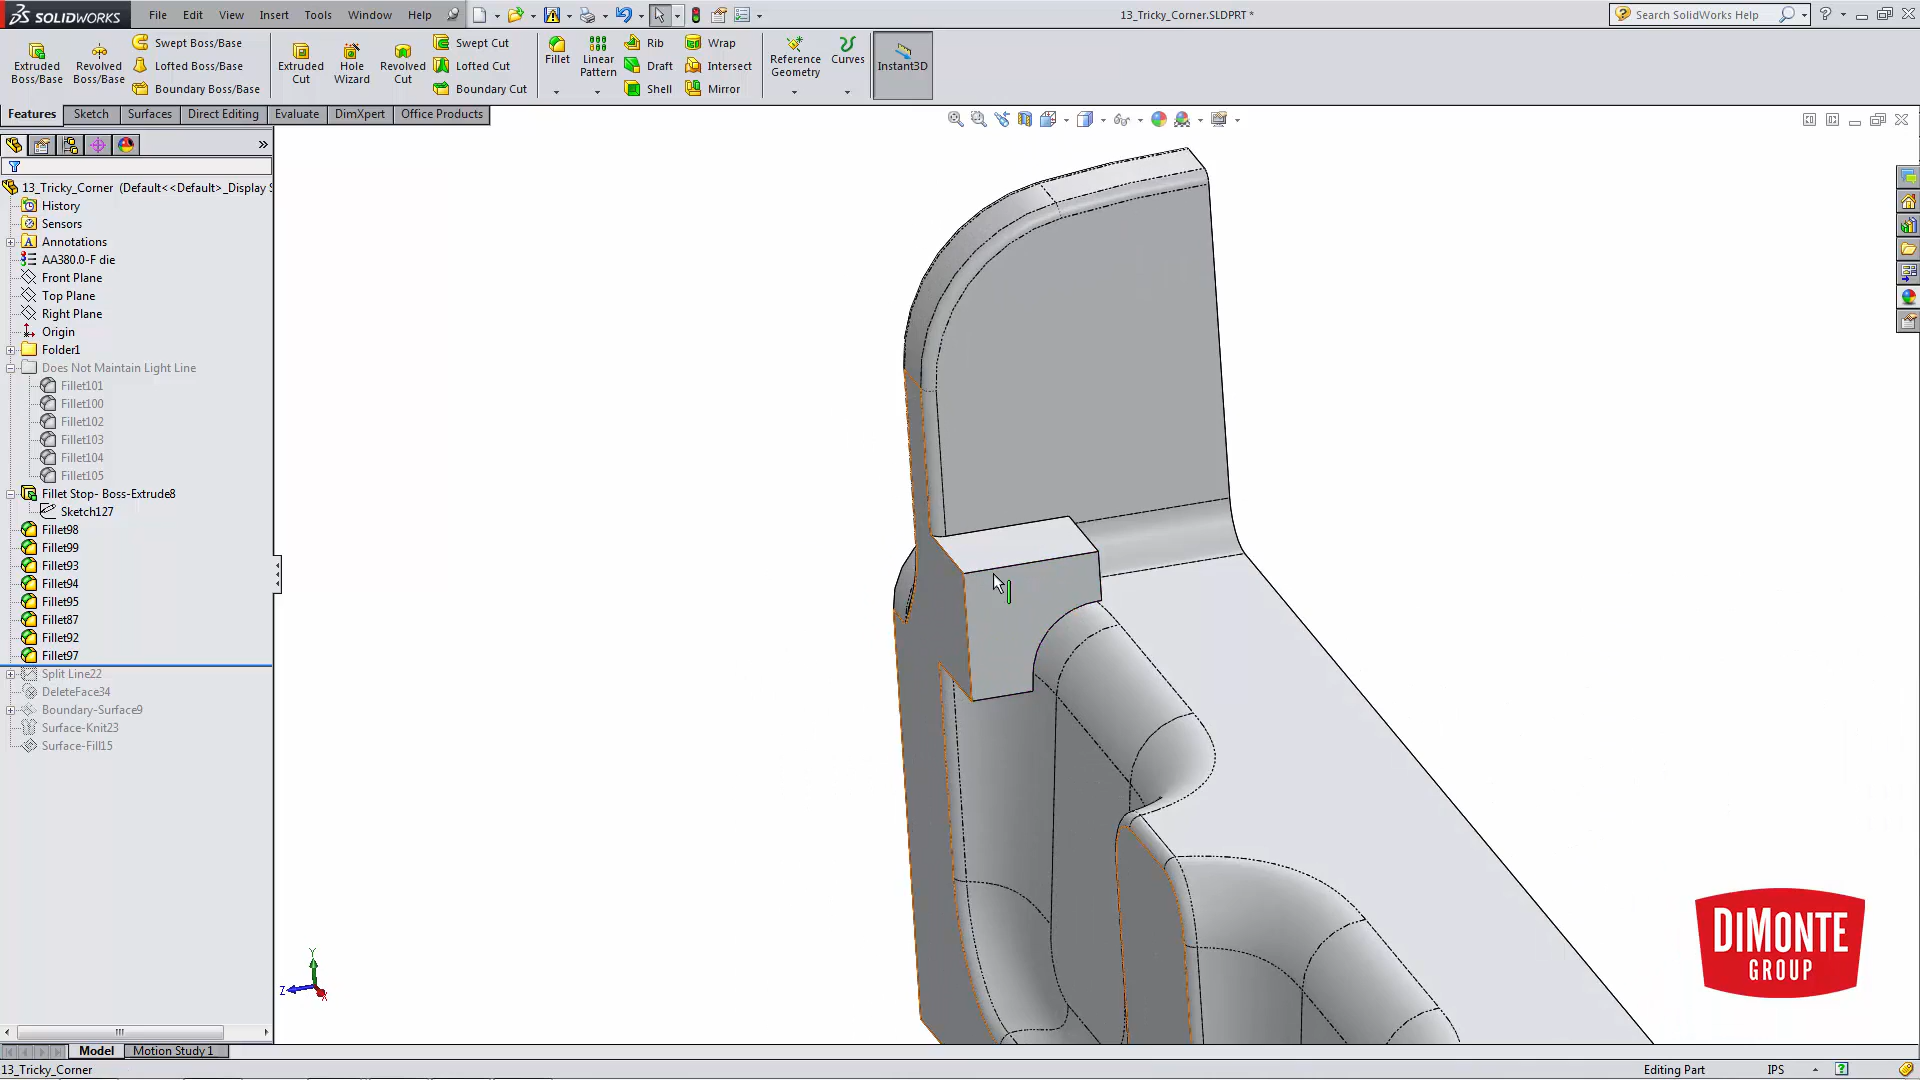 SOLIDWORKS File Edit View Insert Tools Window Help 13_Tricky_Corner.SLDPRT * Search SolidWorks Help
Extruded Boss/Base
Revolved Boss/Base
Swept Boss/Base
Lofted Boss/Base
Boundary Boss/Base
Extruded Cut
Hole Wizard
Revolved Cut
Swept Cut
Lofted Cut
Boundary Cut
Fillet
Linear Pattern
Rib
Draft
Shell
Wrap
Intersect
Mirror
Reference Geometry
Curves
Instant3D
Features Sketch Surfaces Direct Editing Evaluate DimXpert Office Products
13_Tricky_Corner (Default<<Default>_Display S
History
Sensors
Annotations
AA380.0-F die
Front Plane
Top Plane
Right Plane
Origin
Folder1
Does Not Maintain Light Line
Fillet101
Fillet100
Fillet102
Fillet103
Fillet104
Fillet105
Fillet Stop- Boss-Extrude8
Sketch127
Fillet98
Fillet99
Fillet93
Fillet94
Fillet95
Fillet87
Fillet92
Fillet97
Split Line22
DeleteFace34
Boundary-Surface9
Surface-Knit23
Surface-Fill15
Y
Z
X
DIMONTE
GROUP
Model Motion Study 1
13_Tricky_Corner Editing Part IPS